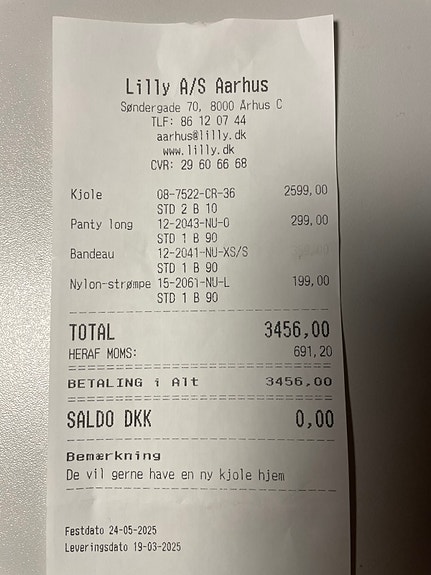 Lilly A/S Aarhus
Søndergade 70, 8000 Århus C
TLF: 86 12 07 44
aarhus@lilly.dk
www.lilly.dk
CVR: 29 60 66 68
Kjole 08-7522-CR-36 2599,00
STD 2 B 10
Panty long 12-2043-NU-O 299,00
STD 1 B 90
Bandeau 12-2041-NU-XS/S
STD 1 B 90
Nylon-strømpe 15-2061-NU-L 199,00
STD 1 B 90
TOTAL 3456,00
HERAF MOMS: 691,20
BETALING i Alt 3456,00
SALDO DKK 0,00
Bemærkning
De vil gerne have en ny kjole hjem
Festdato 24-05-2025
Leveringsdato 19-03-2025